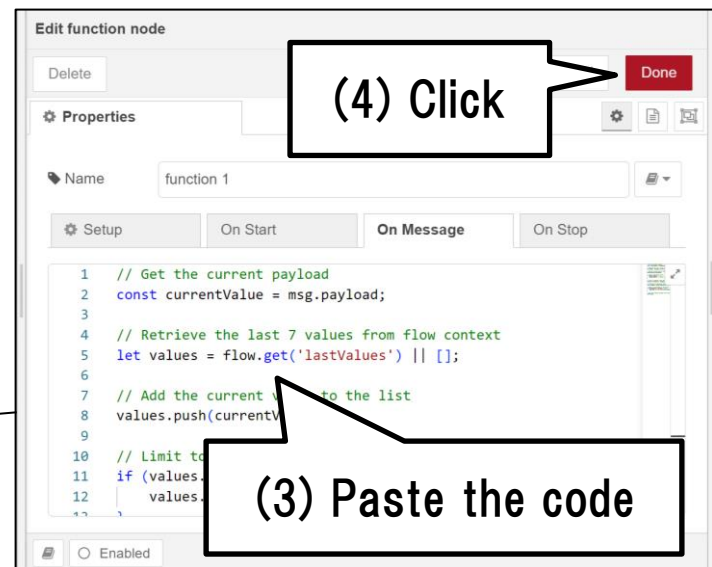 Edit function node
Delete
Done
(4) Click
Properties
Name
function 1
Setup
On Start
On Message
On Stop
1 // Get the current payload
2 const currentValue = msg.payload;
3
4 // Retrieve the last 7 values from flow context
5 let values = flow.get('lastValues') || [];
6
7 // Add the current to the list
8 values.push(currentV
9
10 // Limit to
11 if (values.
12 values.
(3) Paste the code
Enabled